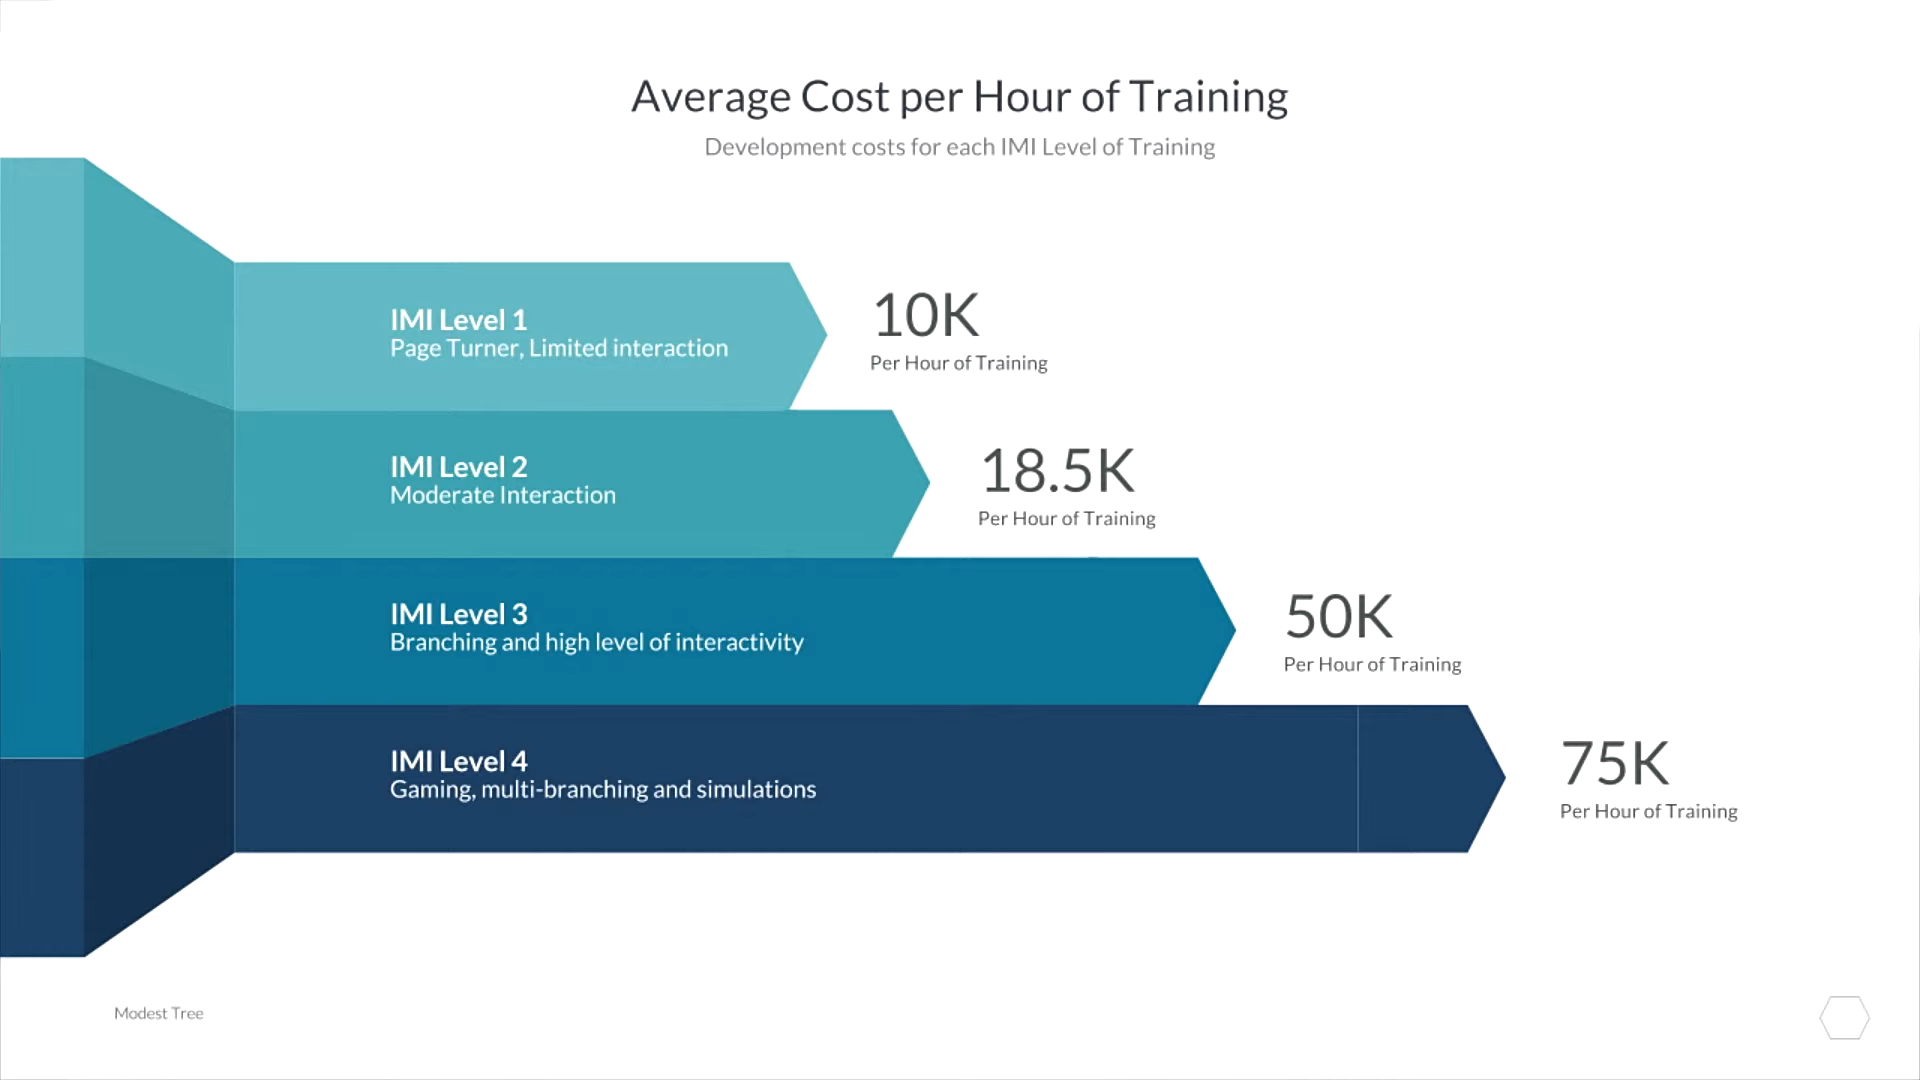 Average Cost per Hour of Training
Development costs for each IMI Level of Training
IMI Level 1
Page Turner, Limited interaction
10K
Per Hour of Training
IMI Level 2
Moderate Interaction
18.5K
Per Hour of Training
IMI Level 3
Branching and high level of interactivity
50K
Per Hour of Training
IMI Level 4
Gaming, multi-branching and simulations
75K
Per Hour of Training
Modest Tree